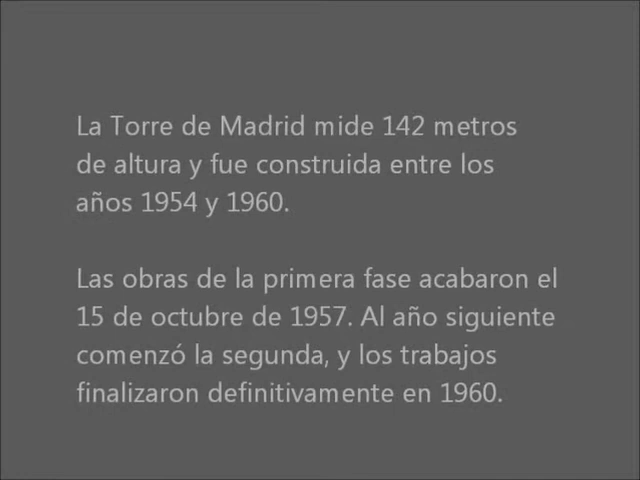 La Torre de Madrid mide 142 metros
de altura y fue construida entre los
años 1954 y 1960.
Las obras de la primera fase acabaron el
15 de octubre de 1957. Al año siguiente
comenzó la segunda, y los trabajos
finalizaron definitivamente en 1960.